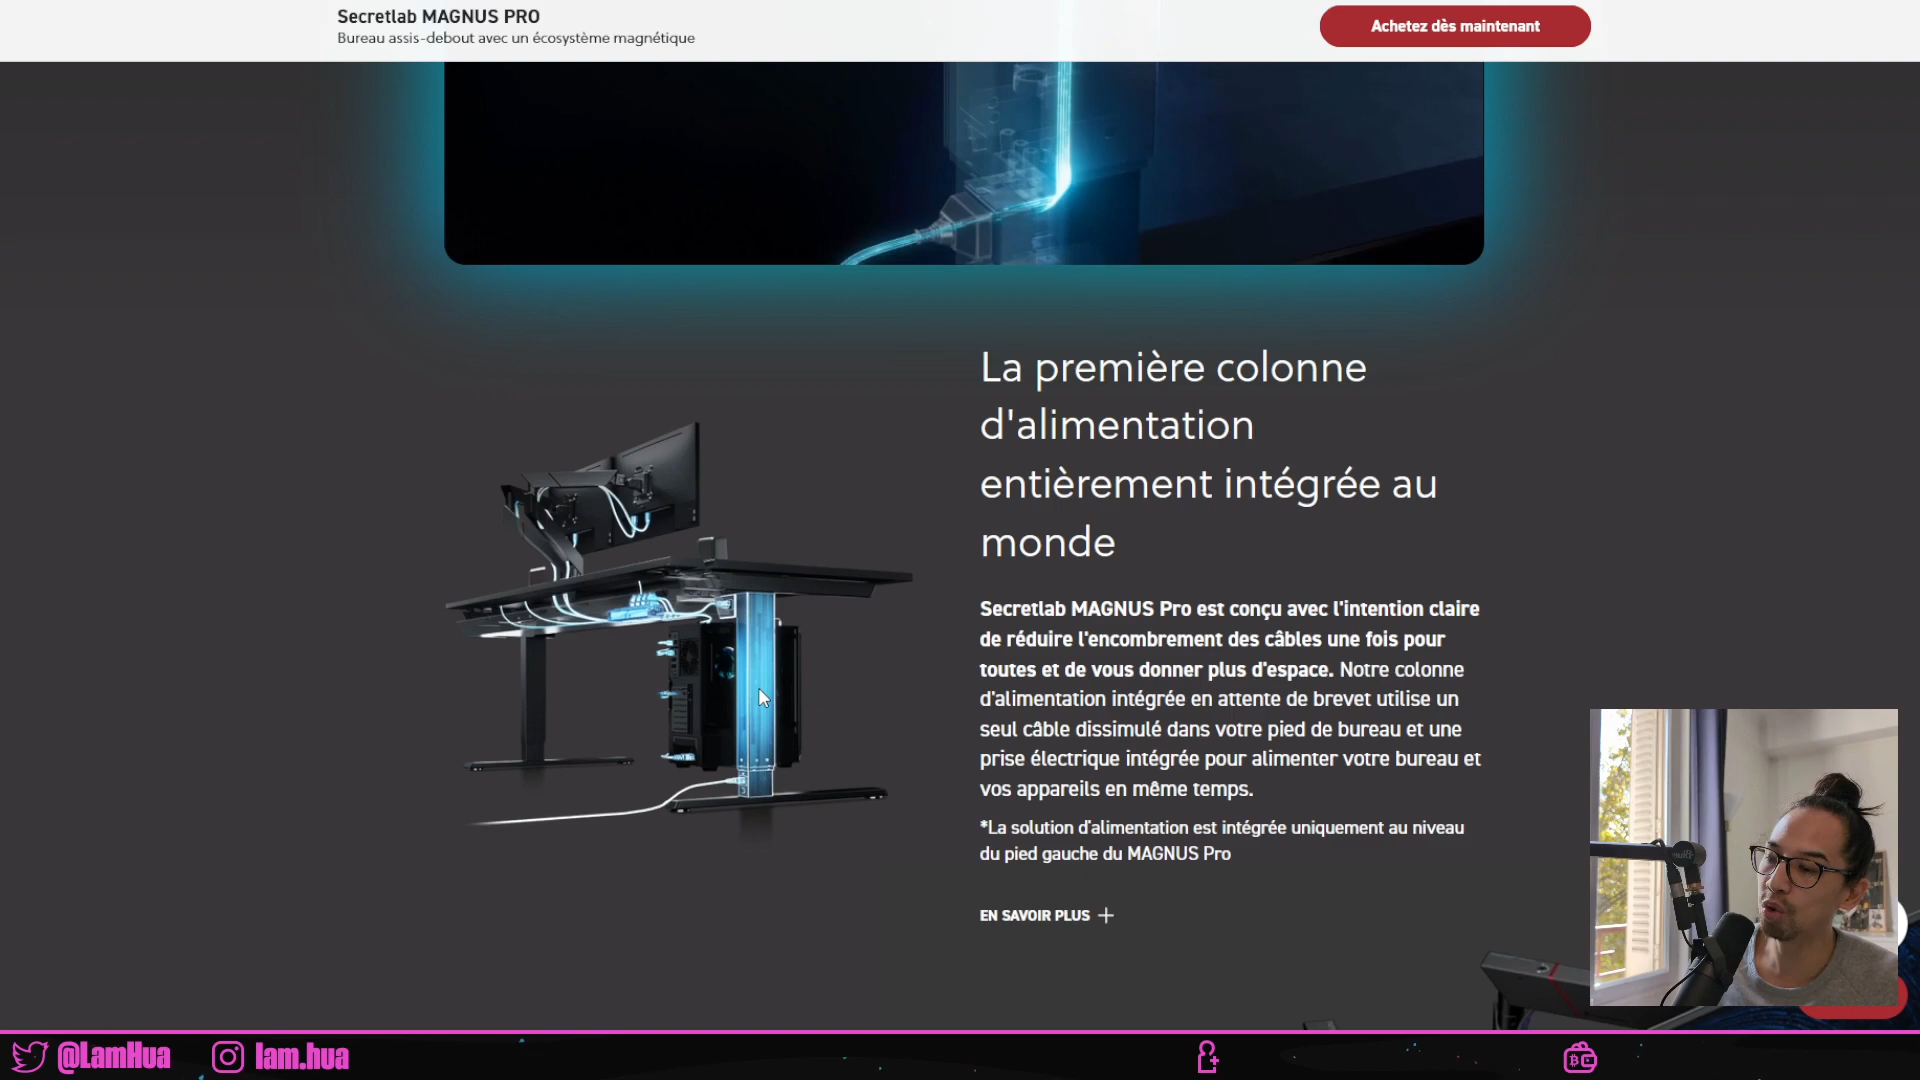 Secretlab MAGNUS PRO
Bureau assis-debout avec un écosystème magnétique
Achetez dès maintenant
La première colonne
d'alimentation
entièrement intégrée au
monde
Secretlab MAGNUS Pro est conçu avec l'intention claire
de réduire l'encombrement des câbles une fois pour
toutes et de vous donner plus d'espace. Notre colonne
d'alimentation intégrée en attente de brevet utilise un
seul câble dissimulé dans votre pied de bureau et une
prise électrique intégrée pour alimenter votre bureau et
vos appareils en même temps.
*La solution d'alimentation est intégrée uniquement au niveau
du pied gauche du MAGNUS Pro
EN SAVOIR PLUS +
@LamHua
lam.hua